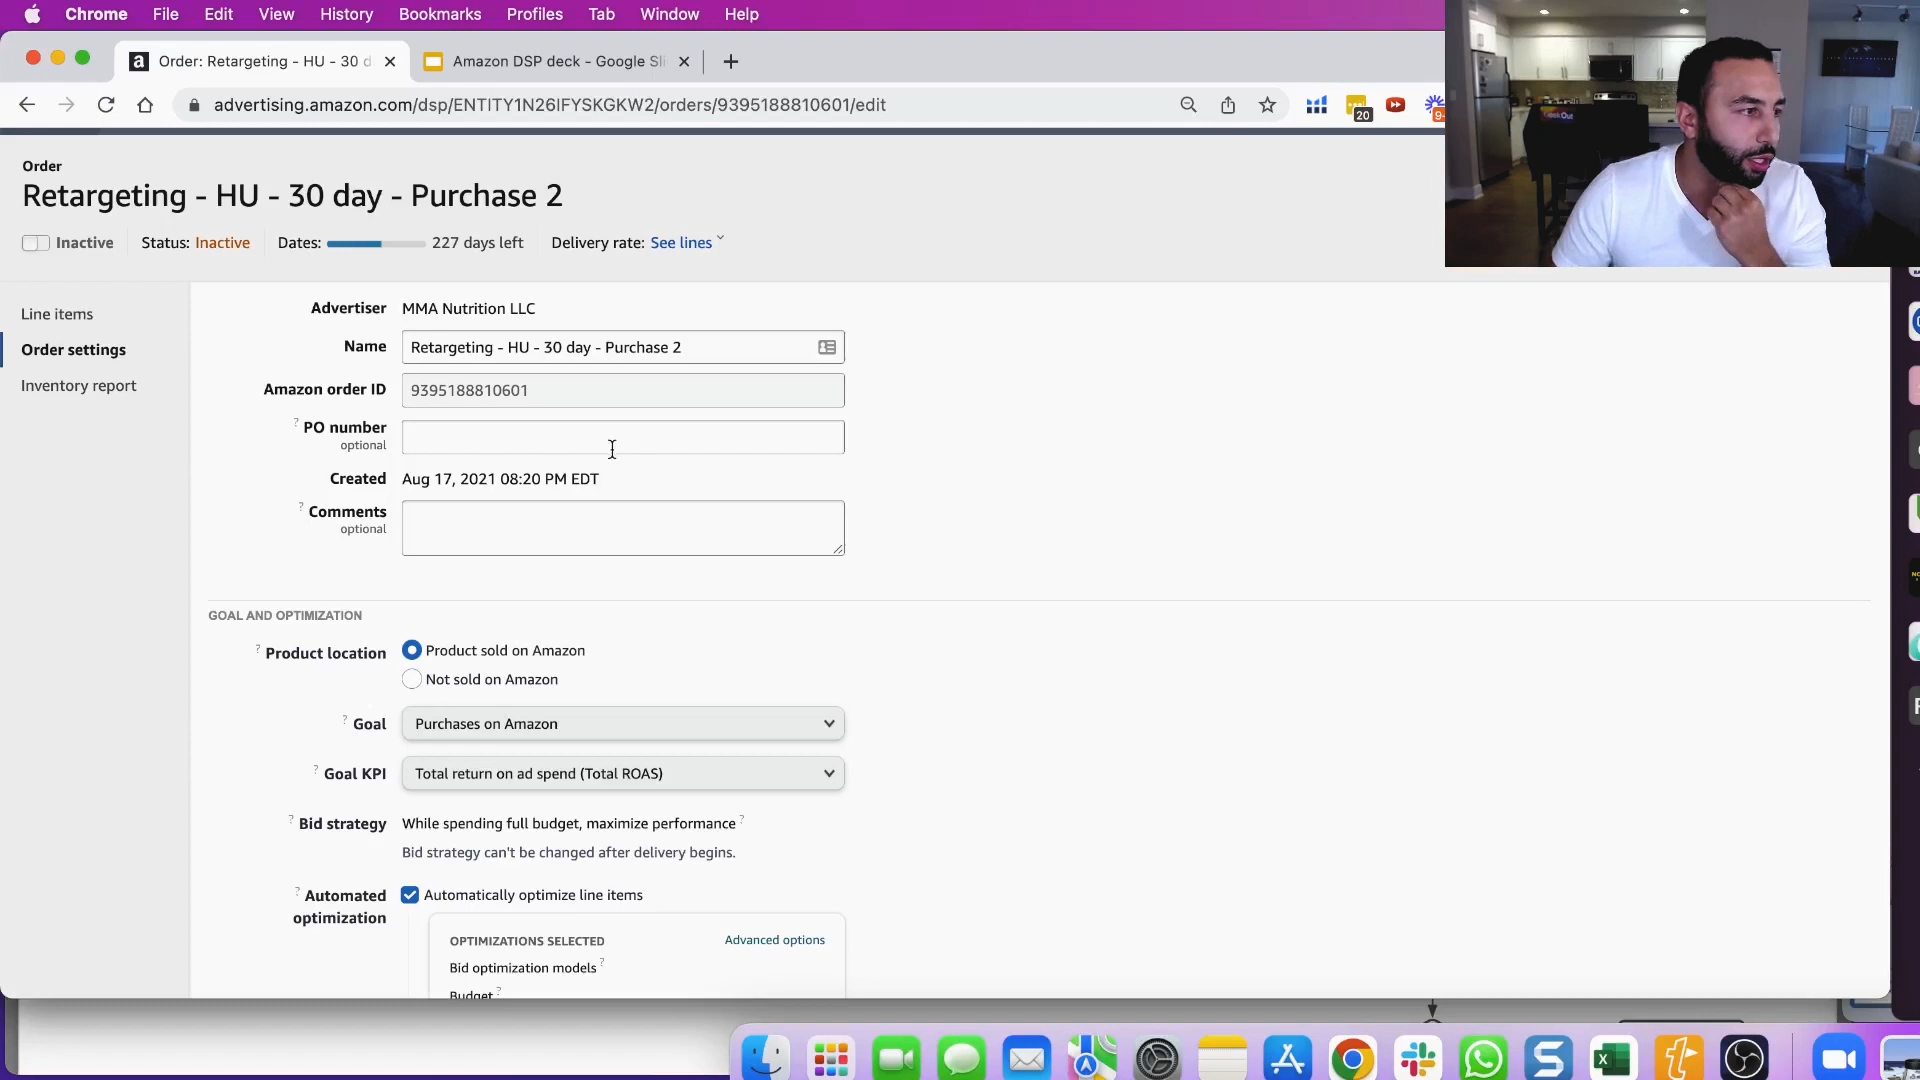 Chrome File Edit View History Bookmarks Profiles Tab Window Help
Order: Retargeting - HU - 30 d
Amazon DSP deck - Google Sli
advertising.amazon.com/dsp/ENTITY1N26IFYSKGKW2/orders/9395188810601/edit
20
Order
Retargeting - HU - 30 day - Purchase 2
Inactive Status: Inactive Dates: 227 days left Delivery rate: See lines
Line items
Order settings
Inventory report
Advertiser MMA Nutrition LLC
Name Retargeting - HU - 30 day - Purchase 2
Amazon order ID 9395188810601
? PO number
optional
Created Aug 17, 2021 08:20 PM EDT
? Comments
optional
GOAL AND OPTIMIZATION
? Product location Product sold on Amazon
Not sold on Amazon
? Goal Purchases on Amazon
? Goal KPI Total return on ad spend (Total ROAS)
? Bid strategy While spending full budget, maximize performance ?
Bid strategy can't be changed after delivery begins.
? Automated optimization Automatically optimize line items
OPTIMIZATIONS SELECTED Advanced options
Bid optimization models ?
Budget ?